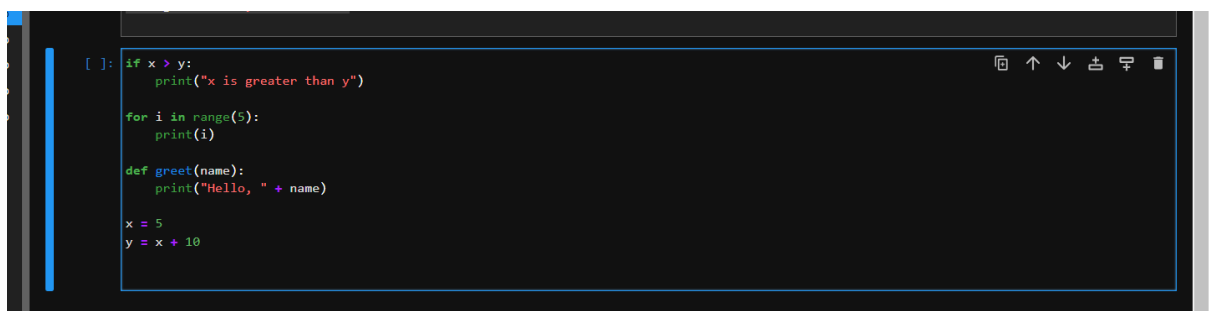 [ ]:
if x > y:
    print("x is greater than y")
for i in range(5):
    print(i)
def greet(name):
    print("Hello, " + name)
x = 5
y = x + 10